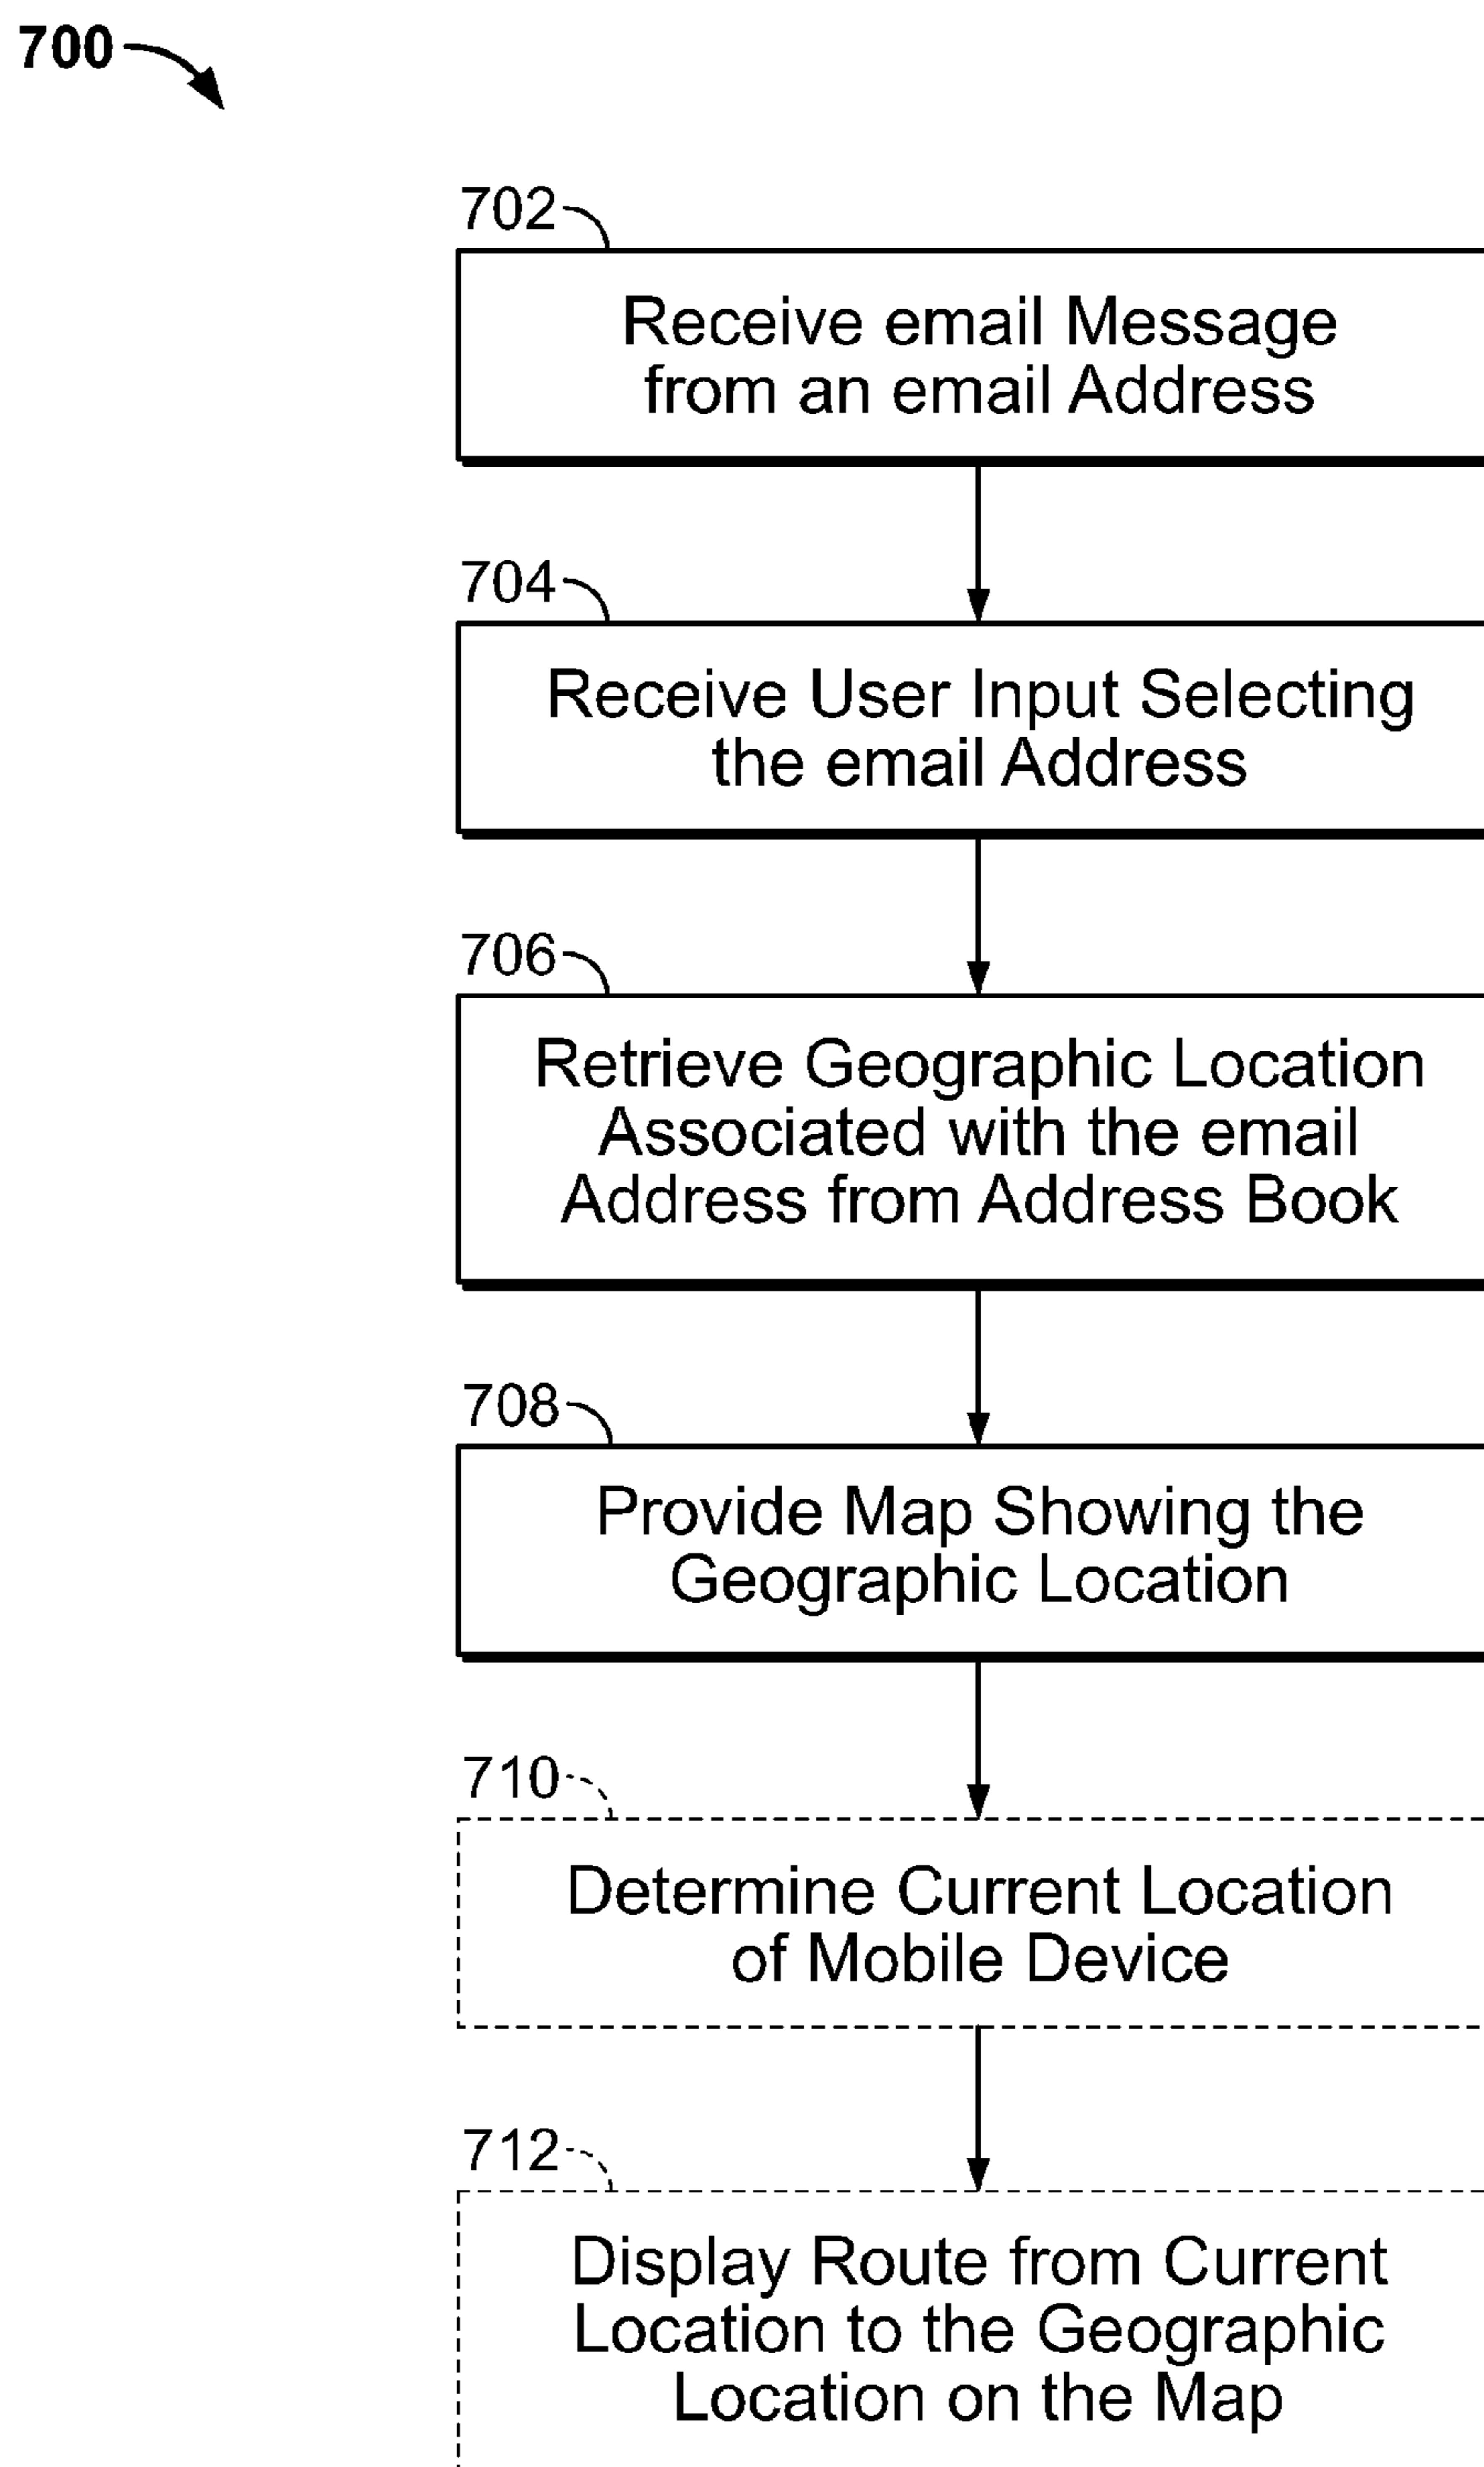 700
702
Receive email Message
from an email Address
704
Receive User Input Selecting
the email Address
706
Retrieve Geographic Location
Associated with the email
Address from Address Book
708
Provide Map Showing the
Geographic Location
710
Determine Current Location
of Mobile Device
712
Display Route from Current
Location to the Geographic
Location on the Map